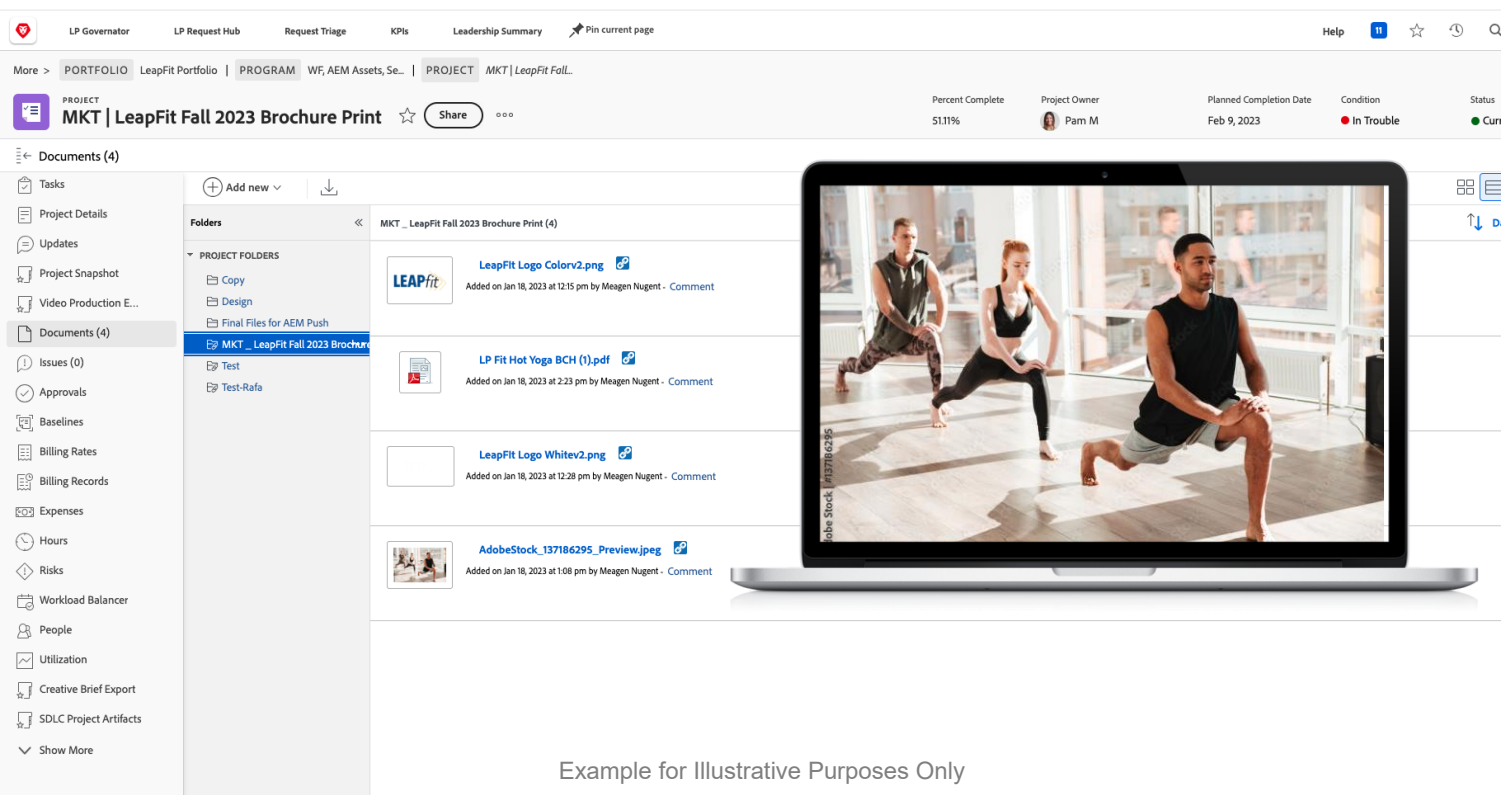 LP Governator LP Request Hub Request Triage KPIs Leadership Summary Pin current page Help 11
More > PORTFOLIO LeapFit Portfolio | PROGRAM WF, AEM Assets, Se... | PROJECT MKT | LeapFit Fall...
PROJECT
MKT | LeapFit Fall 2023 Brochure Print Share
Percent Complete Project Owner Planned Completion Date Condition Status
51.11% Pam M Feb 9, 2023 In Trouble Curr
Documents (4)
Tasks
Project Details
Updates
Project Snapshot
Video Production E...
Documents (4)
Issues (0)
Approvals
Baselines
Billing Rates
Billing Records
Expenses
Hours
Risks
Workload Balancer
People
Utilization
Creative Brief Export
SDLC Project Artifacts
Show More
Add new
Folders
PROJECT FOLDERS
Copy
Design
Final Files for AEM Push
MKT _ LeapFit Fall 2023 Brochure
Test
Test-Rafa
MKT _ LeapFit Fall 2023 Brochure Print (4)
LEAPfit
LeapFIt Logo Colorv2.png
Added on Jan 18, 2023 at 12:15 pm by Meagen Nugent - Comment
LP Fit Hot Yoga BCH (1).pdf
Added on Jan 18, 2023 at 2:23 pm by Meagen Nugent - Comment
LeapFIt Logo Whitev2.png
Added on Jan 18, 2023 at 12:28 pm by Meagen Nugent - Comment
AdobeStock_137186295_Preview.jpeg
Added on Jan 18, 2023 at 1:08 pm by Meagen Nugent - Comment
dobe Stock | #137186295
Example for Illustrative Purposes Only